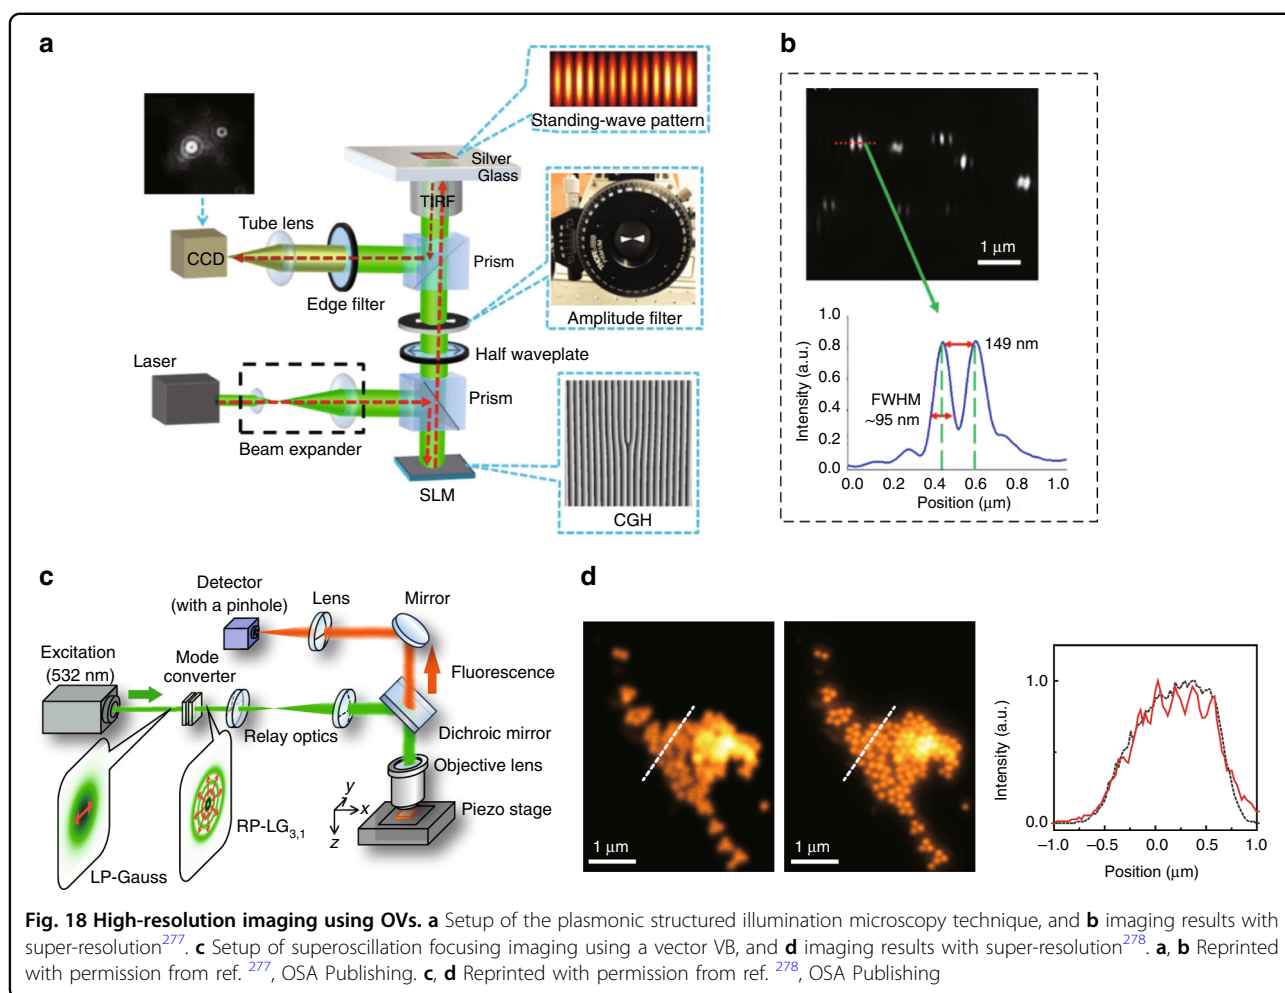 a
Standing-wave pattern
Silver
Glass
TIRF
Tube lens
CCD
Prism
Edge filter
Amplitude filter
Half waveplate
Laser
Prism
Beam expander
SLM
CGH
b
1 μm
1.0
0.8
0.6
0.4
0.2
0.0
Intensity (a.u.)
149 nm
FWHM
~95 nm
0.0 0.2 0.4 0.6 0.8 1.0
Position (μm)
c
Detector
(with a pinhole)
Lens
Mirror
Excitation
(532 nm)
Mode
converter
Fluorescence
Relay optics
Dichroic mirror
Objective lens
y
x
z
Piezo stage
RP-LG3,1
LP-Gauss
d
1 μm
1 μm
1.0
0.0
Intensity (a.u.)
−1.0 −0.5 0.0 0.5 1.0
Position (μm)
Fig. 18 High-resolution imaging using OVs. a Setup of the plasmonic structured illumination microscopy technique, and b imaging results with
super-resolution277. c Setup of superoscillation focusing imaging using a vector VB, and d imaging results with super-resolution278. a, b Reprinted
with permission from ref. 277, OSA Publishing. c, d Reprinted with permission from ref. 278, OSA Publishing